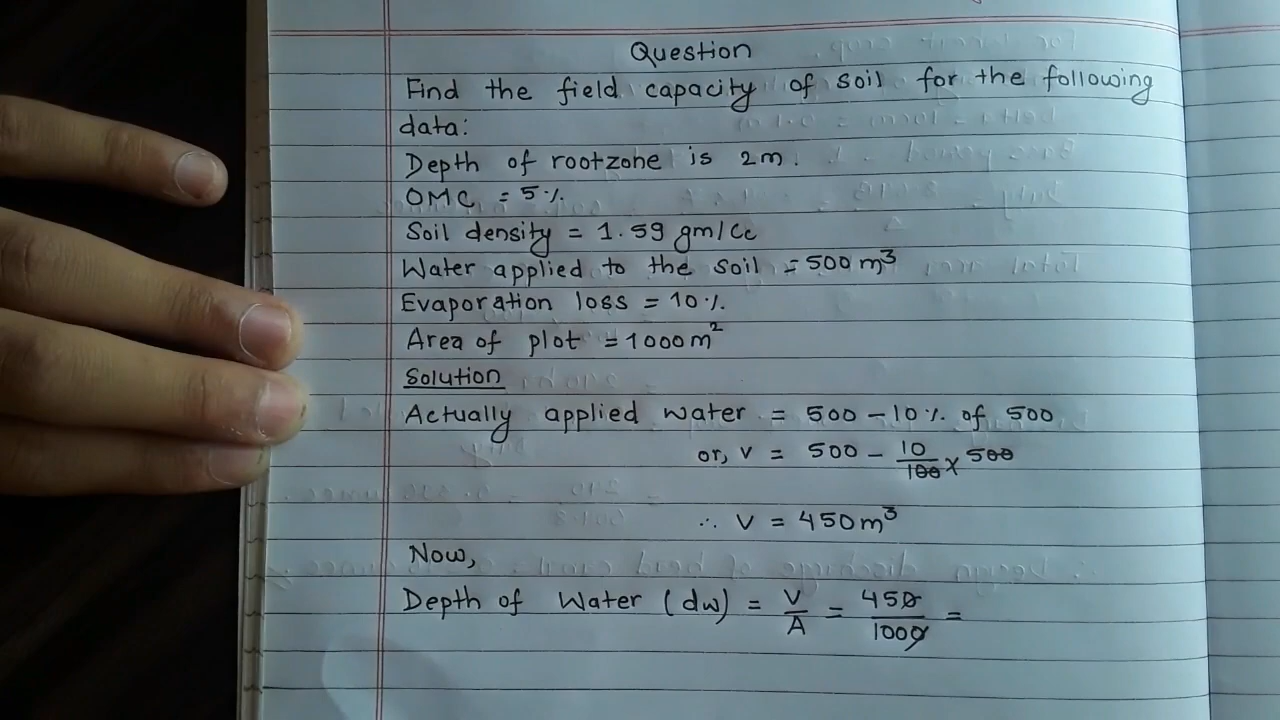 Question
Find the field capacity of soil for the following
data:
Depth of rootzone is 2m.
OMC = 5%
Soil density = 1.59 gm/cc
Water applied to the soil = 500 m³
Evaporation loss = 10%
Area of plot = 1000 m²
Solution
Actually applied water = 500 - 10% of 500
or, V = 500 - 10/100 x 500
∴ V = 450m³
Now,
Depth of Water (dw) = V/A = 450/1000 =